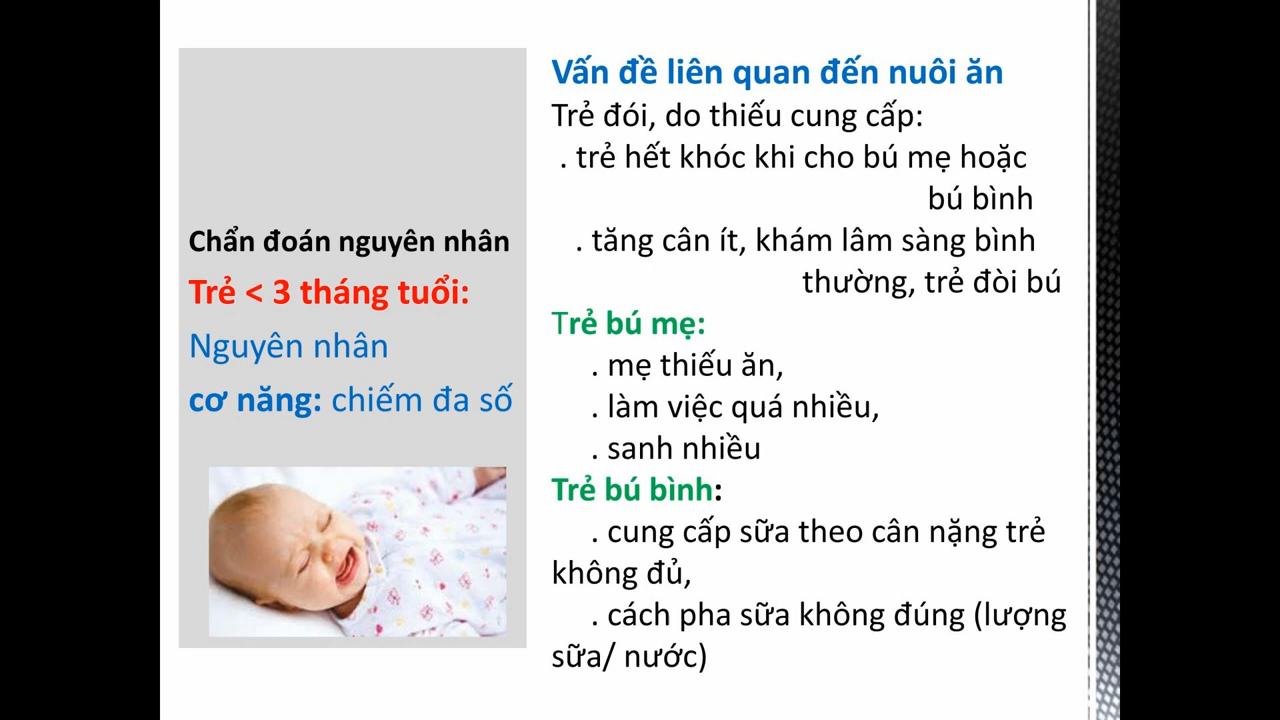 Chẩn đoán nguyên nhân
Trẻ < 3 tháng tuổi:
Nguyên nhân
cơ năng: chiếm đa số
Vấn đề liên quan đến nuôi ăn
Trẻ đói, do thiếu cung cấp:
. trẻ hết khóc khi cho bú mẹ hoặc
bú bình
. tăng cân ít, khám lâm sàng bình
thường, trẻ đòi bú
Trẻ bú mẹ:
. mẹ thiếu ăn,
. làm việc quá nhiều,
. sanh nhiều
Trẻ bú bình:
. cung cấp sữa theo cân nặng trẻ
không đủ,
. cách pha sữa không đúng (lượng
sữa/ nước)